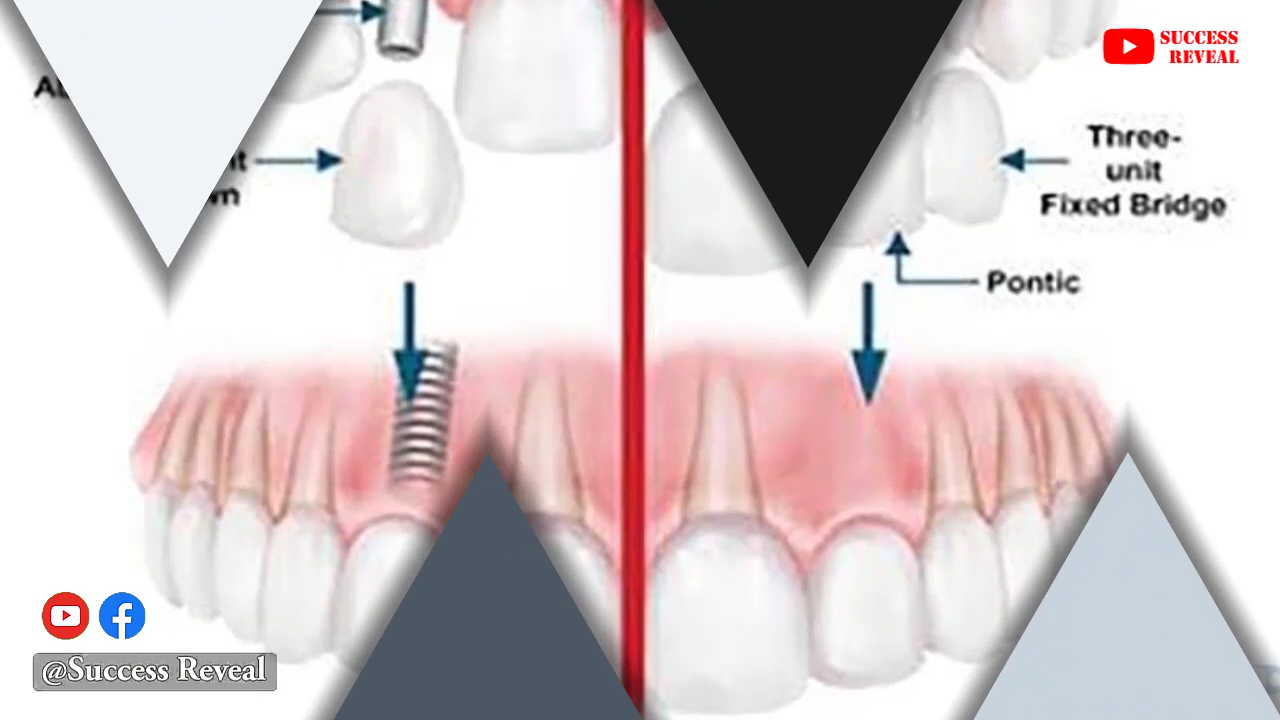 SUCCESS
REVEAL
Three-
unit
Fixed Bridge
Pontic
@Success Reveal